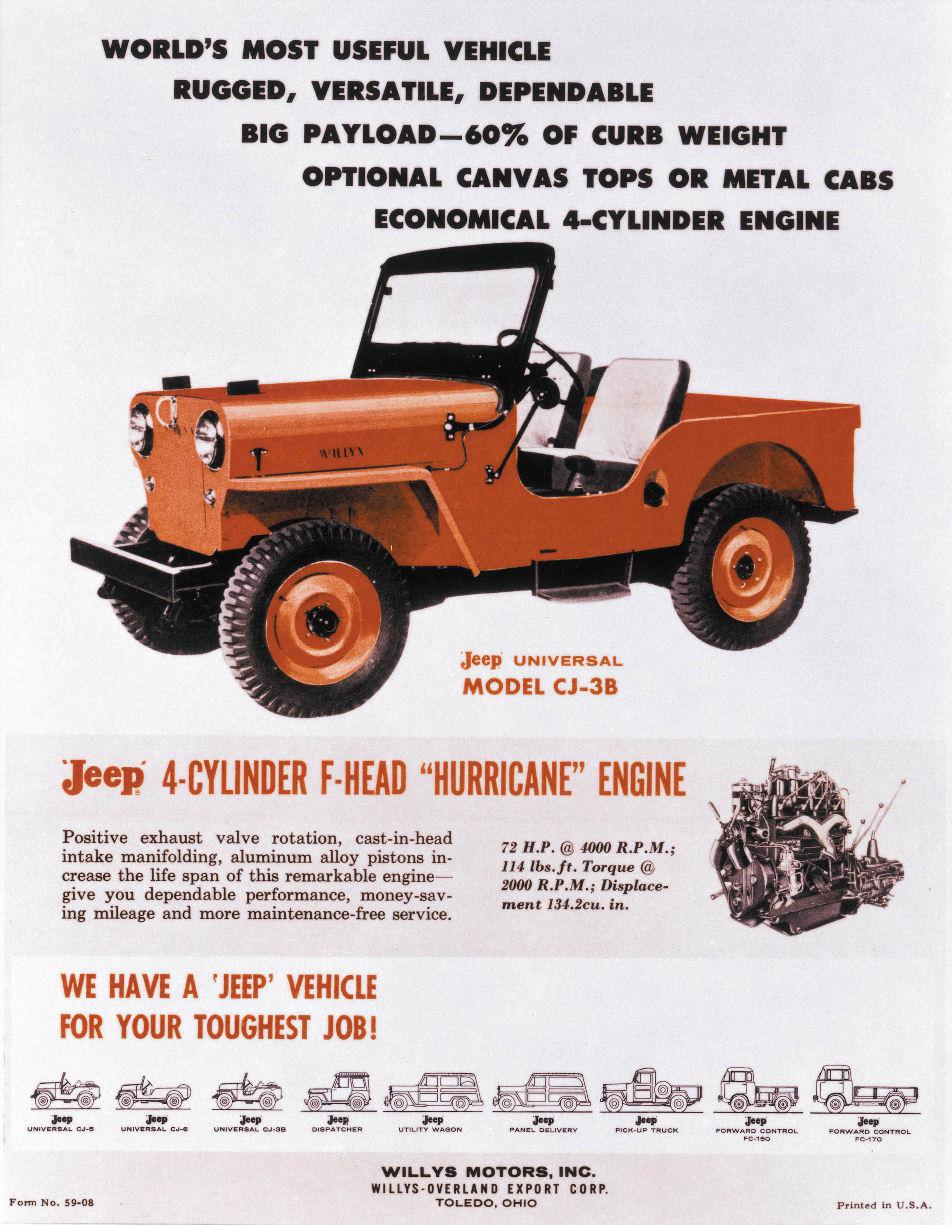 WORLD'S MOST USEFUL VEHICLE
RUGGED, VERSATILE, DEPENDABLE
BIG PAYLOAD—60% OF CURB WEIGHT
OPTIONAL CANVAS TOPS OR METAL CABS
ECONOMICAL 4-CYLINDER ENGINE
WILLYS
'Jeep' UNIVERSAL
MODEL CJ-3B
'Jeep' 4-CYLINDER F-HEAD "HURRICANE" ENGINE
Positive exhaust valve rotation, cast-in-head
intake manifolding, aluminum alloy pistons in-
crease the life span of this remarkable engine—
give you dependable performance, money-sav-
ing mileage and more maintenance-free service.
72 H.P. @ 4000 R.P.M.;
114 lbs.ft. Torque @
2000 R.P.M.; Displace-
ment 134.2cu. in.
WE HAVE A 'JEEP' VEHICLE
FOR YOUR TOUGHEST JOB!
Jeep
UNIVERSAL CJ-5
Jeep
UNIVERSAL CJ-6
Jeep
UNIVERSAL CJ-3B
Jeep
DISPATCHER
Jeep
UTILITY WAGON
Jeep
PANEL DELIVERY
Jeep
PICK-UP TRUCK
Jeep
FORWARD CONTROL
FC-150
Jeep
FORWARD CONTROL
FC-170
WILLYS MOTORS, INC.
WILLYS-OVERLAND EXPORT CORP.
TOLEDO, OHIO
Form No. 59-08
Printed in U.S.A.